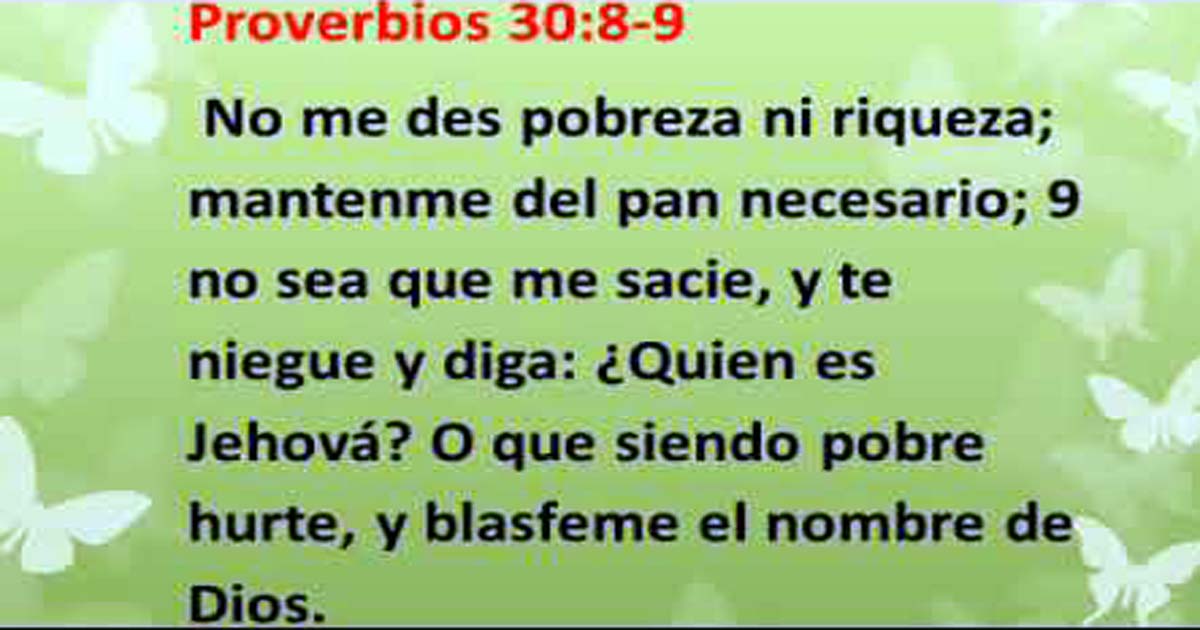 Proverbios 30:8-9
No me des pobreza ni riqueza;
mantenme del pan necesario; 9
no sea que me sacie, y te
niegue y diga: ¿Quien es
Jehová? O que siendo pobre
hurte, y blasfeme el nombre de
Dios.